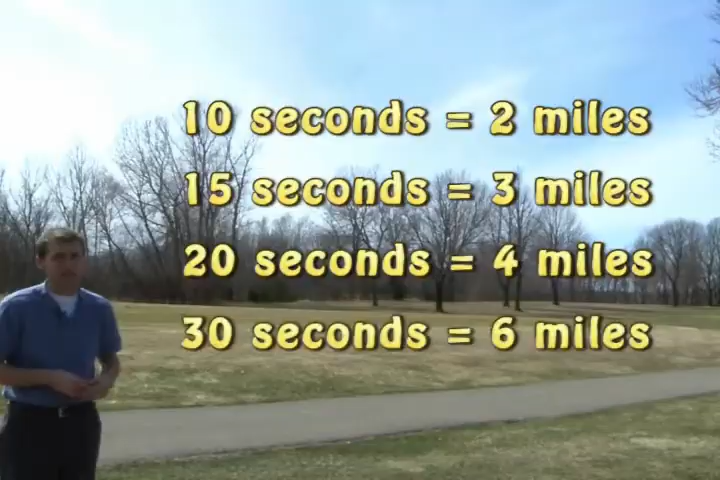 10 seconds = 2 miles
15 seconds = 3 miles
20 seconds = 4 miles
30 seconds = 6 miles